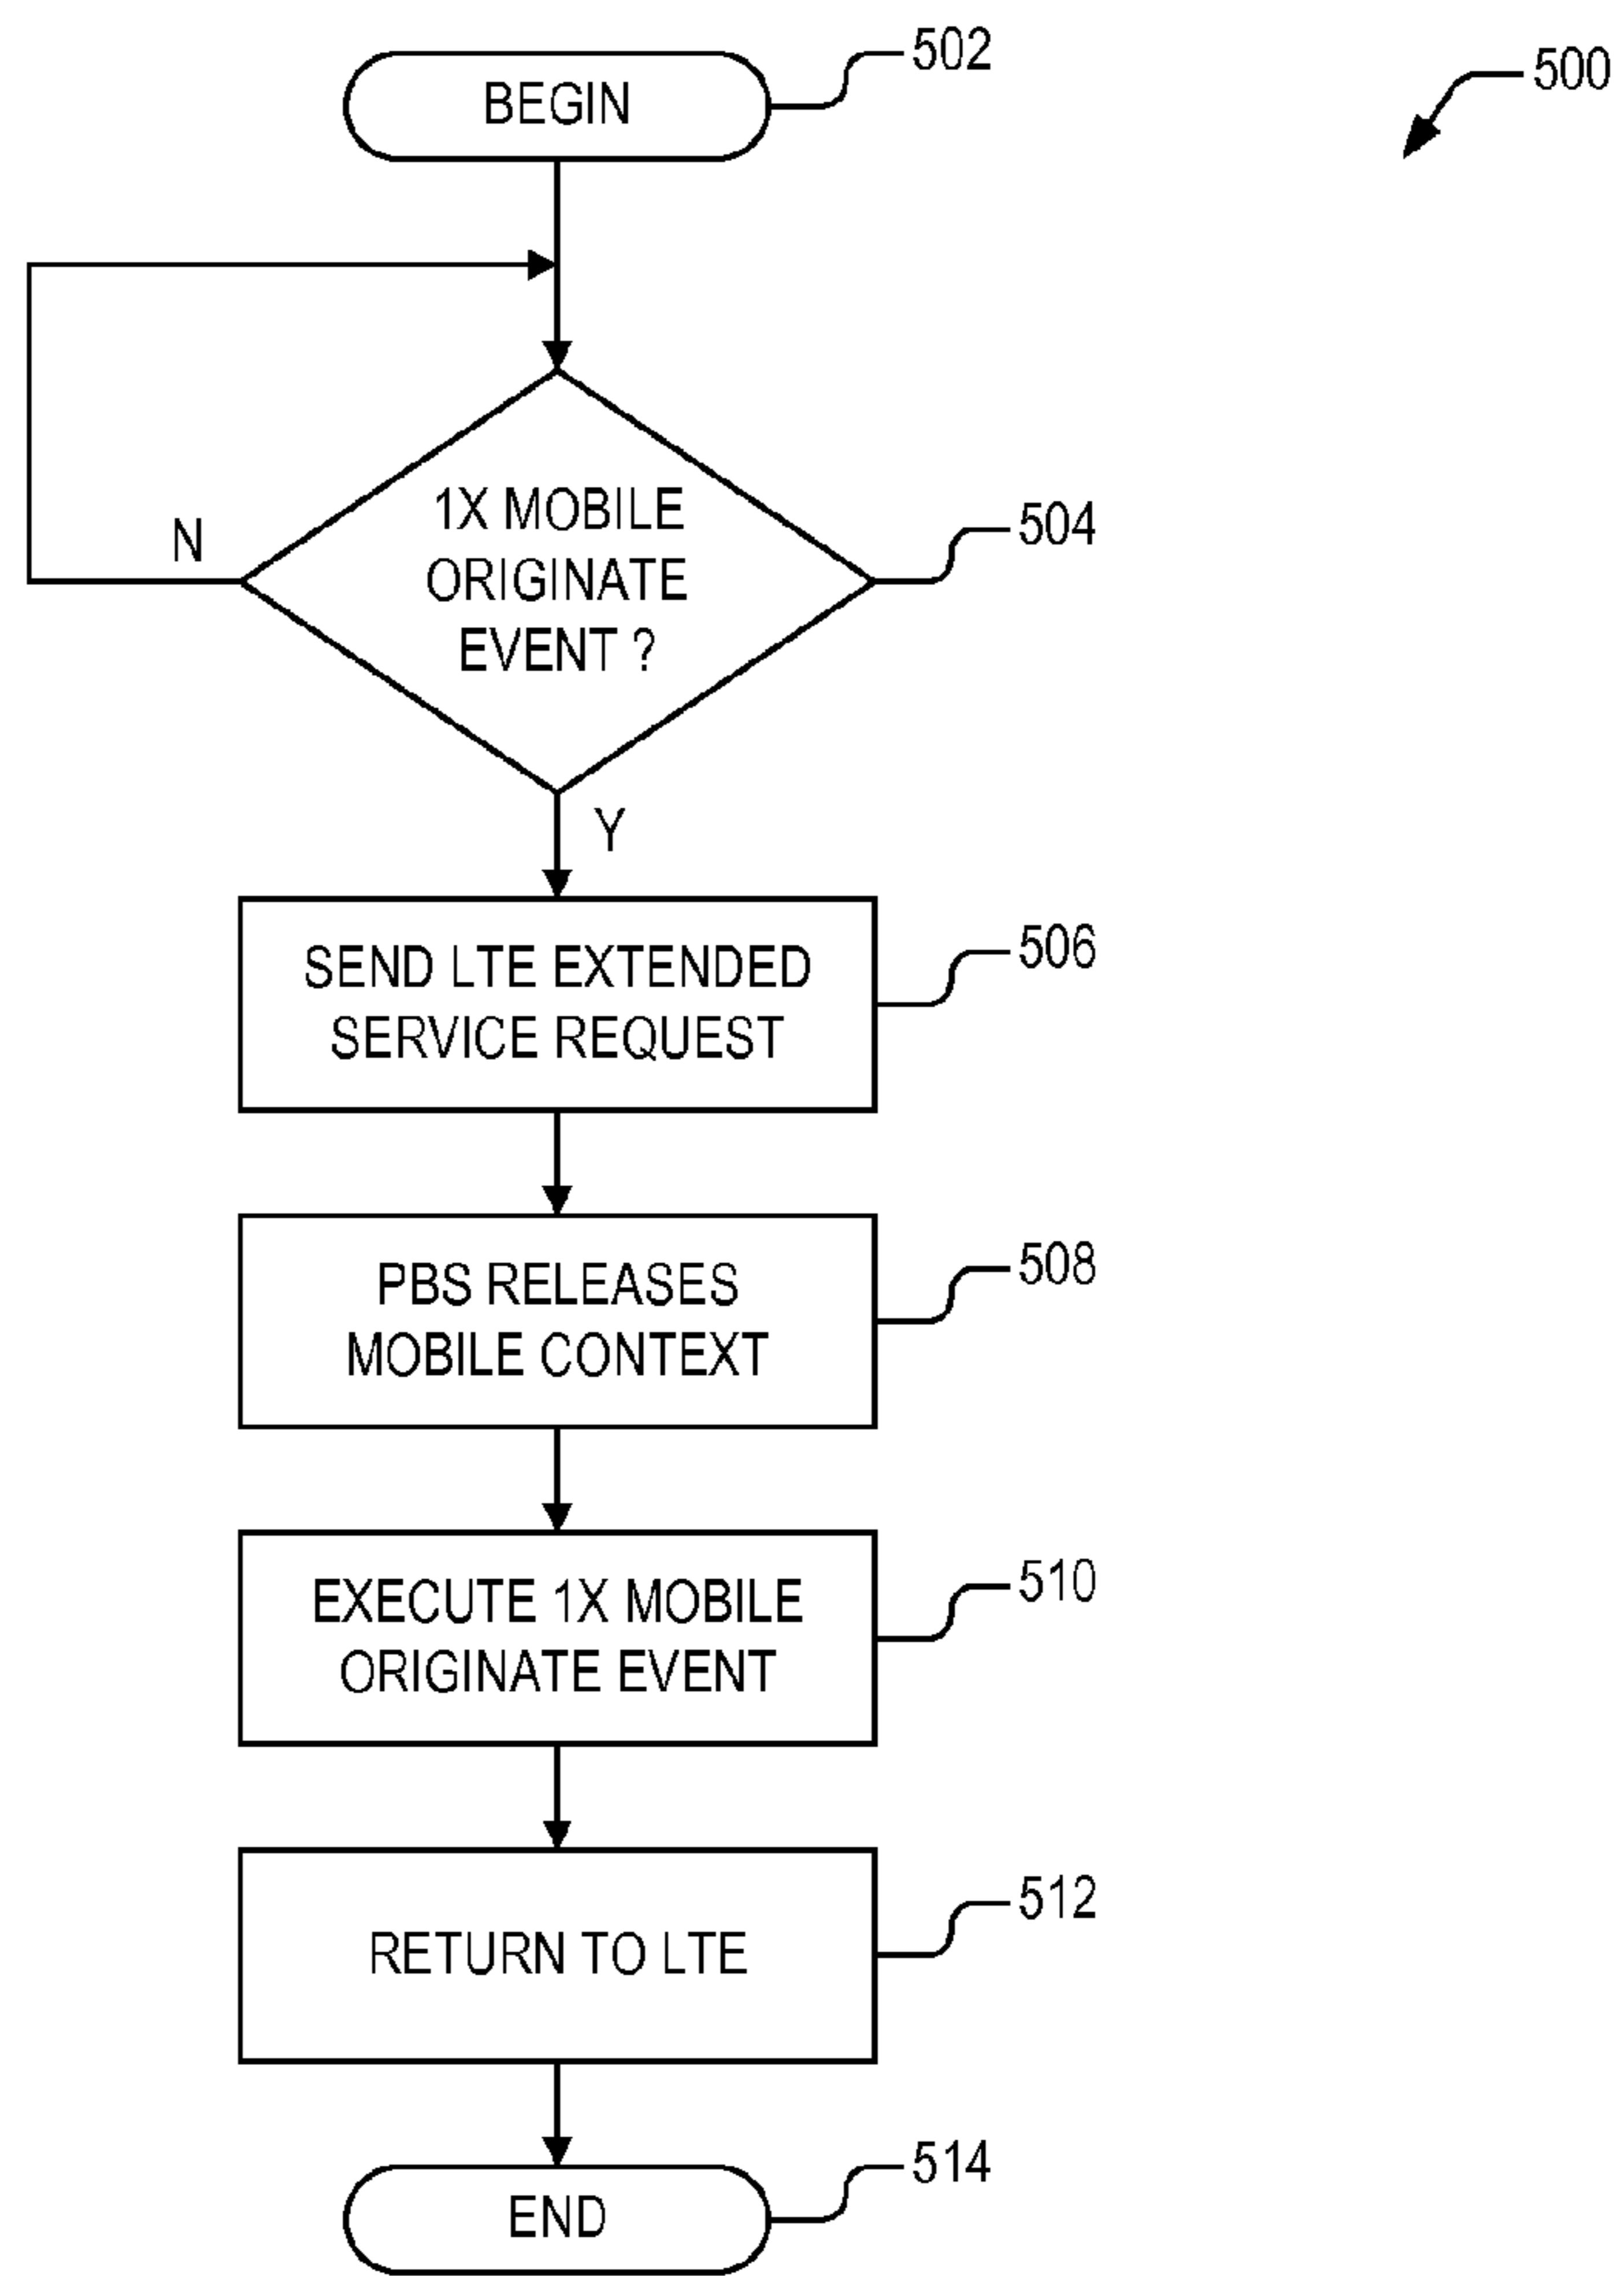 502
500
BEGIN
1X MOBILE
ORIGINATE
EVENT ?
504
N
Y
SEND LTE EXTENDED
SERVICE REQUEST
506
PBS RELEASES
MOBILE CONTEXT
508
EXECUTE 1X MOBILE
ORIGINATE EVENT
510
RETURN TO LTE
512
END
514